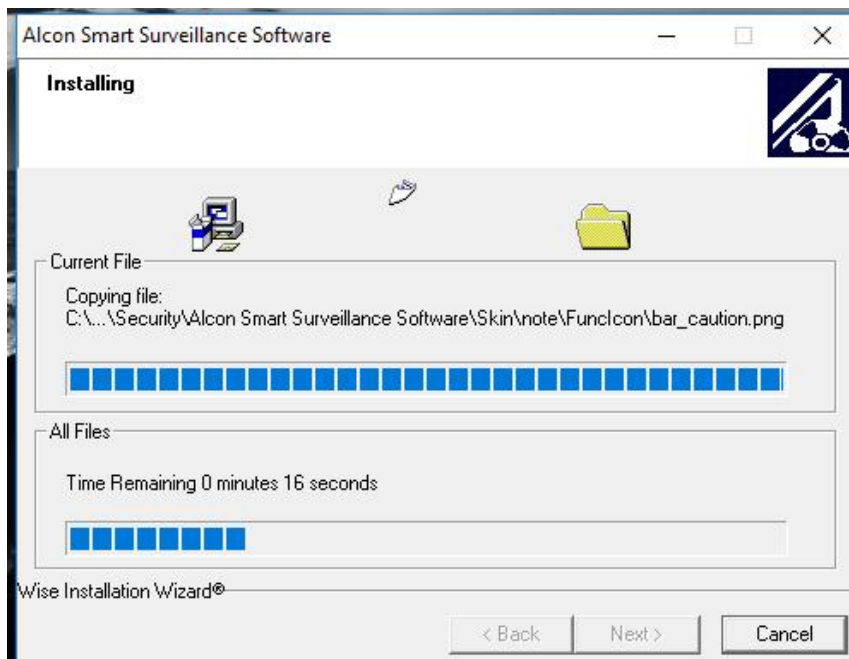 Alcon Smart Surveillance Software
Installing
Current File
Copying file:
C:\...\Security\Alcon Smart Surveillance Software\Skin\note\FuncIcon\bar_caution.png
All Files
Time Remaining 0 minutes 16 seconds
Wise Installation Wizard®
< Back
Next >
Cancel